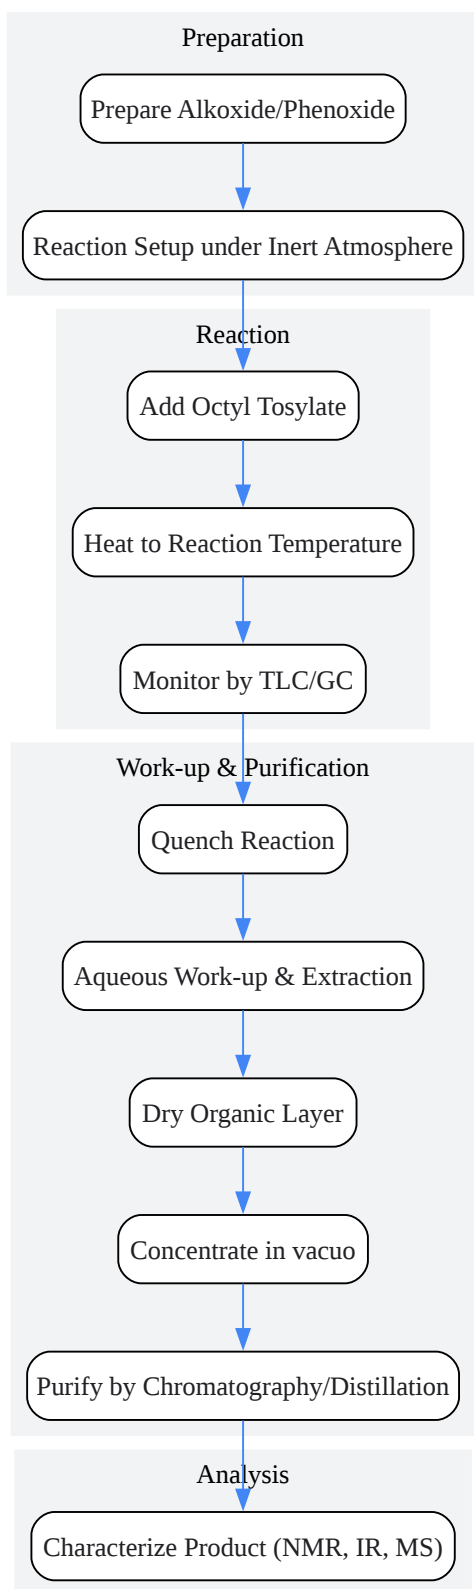 Preparation
Prepare Alkoxide/Phenoxide
Reaction Setup under Inert Atmosphere
Reaction
Add Octyl Tosylate
Heat to Reaction Temperature
Monitor by TLC/GC
Work-up & Purification
Quench Reaction
Aqueous Work-up & Extraction
Dry Organic Layer
Concentrate in vacuo
Purify by Chromatography/Distillation
Analysis
Characterize Product (NMR, IR, MS)